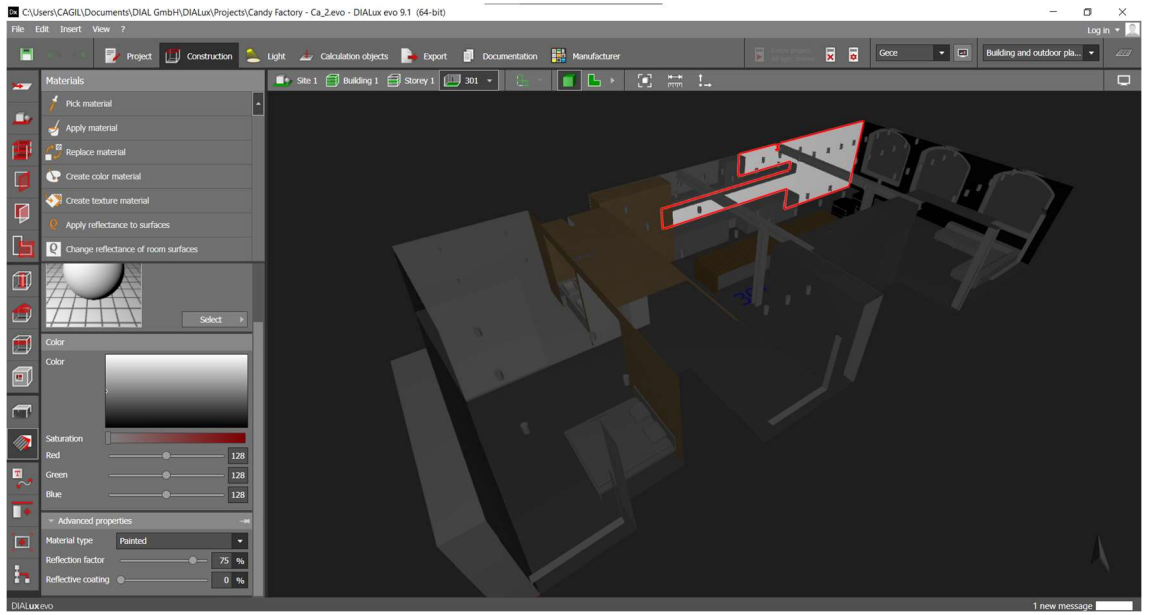 C:\Users\CAGIL\Documents\DIAL GmbH\DIALux\Projects\Candy Factory - Ca_2.evo - DIALux evo 9.1 (64-bit)
File Edit Insert View ? Log in
Project Construction Light Calculation objects Export Documentation Manufacturer Gece Building and outdoor pla...
Materials Site 1 Building 1 Storey 1 301
Pick material
Apply material
Replace material
Create color material
Create texture material
Apply reflectance to surfaces
Change reflectance of room surfaces
Select
Color
Color
Saturation
Red 128
Green 128
Blue 128
Advanced properties
Material type Painted
Reflection factor 75 %
Reflective coating 0 %
DIALux evo 1 new message